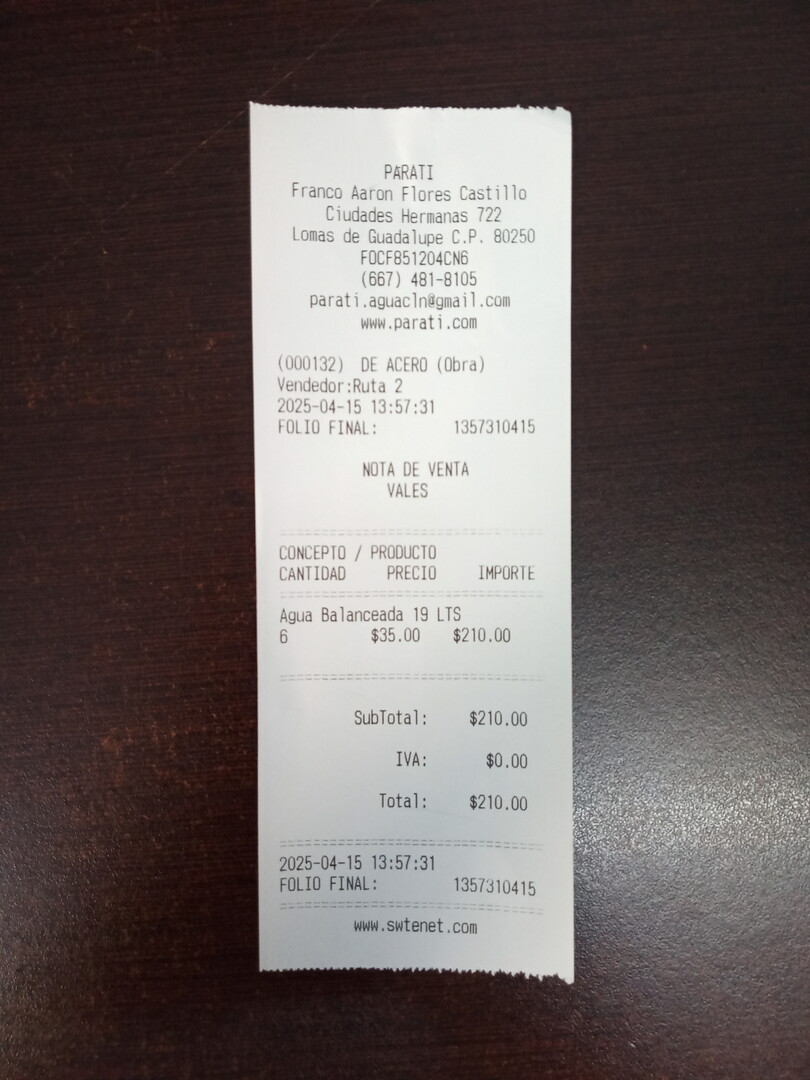 PARATI
Franco Aaron Flores Castillo
Ciudades Hermanas 722
Lomas de Guadalupe C.P. 80250
FOCF851204CN6
(667) 481-8105
parati.aguacln@gmail.com
www.parati.com
(000132) DE ACERO (Obra)
Vendedor:Ruta 2
2025-04-15 13:57:31
FOLIO FINAL: 1357310415
NOTA DE VENTA
VALES
CONCEPTO / PRODUCTO
CANTIDAD PRECIO IMPORTE
Agua Balanceada 19 LTS
6 $35.00 $210.00
SubTotal: $210.00
IVA: $0.00
Total: $210.00
2025-04-15 13:57:31
FOLIO FINAL: 1357310415
www.swtenet.com